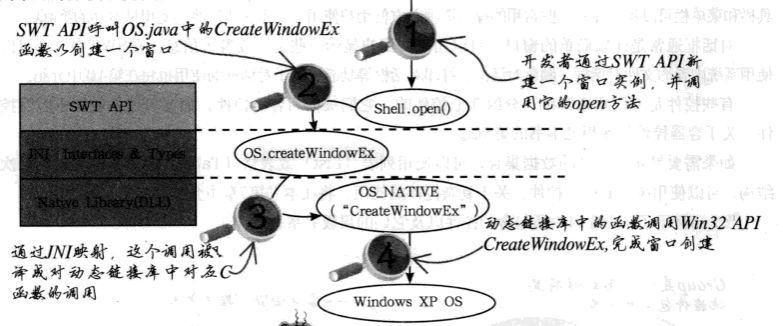 SWT API呼叫OS.java中的CreateWindowEx
函数以创建一个窗口
1
开发者通过SWT API新
建一个窗口实例，并调
用它的open方法
2
SWT API
Shell.open()
JNI Interfaces & Types
OS.createWindowEx
Native Library(DLL)
OS_NATIVE
(“CreateWindowEx”)
3
动态链接库中的函数调用Win32 API
CreateWindowEx,完成窗口创建
4
通过JNI映射，这个调用被
译成对动态链接库中对应C
函数的调用
Windows XP OS